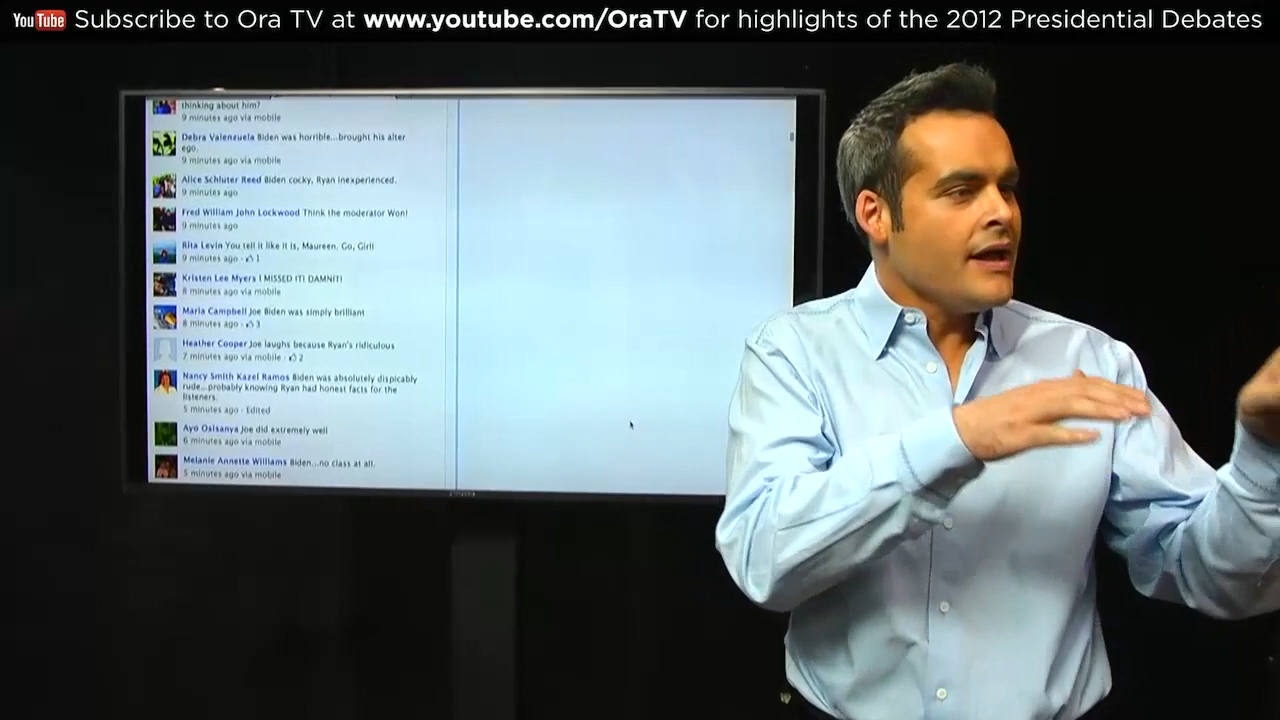 YouTube Subscribe to Ora TV at www.youtube.com/OraTV for highlights of the 2012 Presidential Debates
thinking about him?
9 minutes ago via mobile
Debra Valenzuela Biden was horrible...brought his alter
ego.
9 minutes ago via mobile
Alice Schluter Reed Biden cocky, Ryan inexperienced.
9 minutes ago
Fred William John Lockwood Think the moderator Won!
9 minutes ago
Rita Levin You tell it like it is, Maureen, Go, Girl!
9 minutes ago · 1
Kristen Lee Myers I MISSED IT! DAMNIT!
8 minutes ago via mobile
Maria Campbell Joe Biden was simply brilliant
8 minutes ago · 3
Heather Cooper Joe laughs because Ryan's ridiculous
7 minutes ago via mobile · 2
Nancy Smith Kazel Ramos Biden was absolutely dispicably
rude...probably knowing Ryan had honest facts for the
listeners.
5 minutes ago · Edited
Ayo Osisanya Joe did extremely well
6 minutes ago via mobile
Melanie Annette Williams Biden...no class at all.
5 minutes ago via mobile